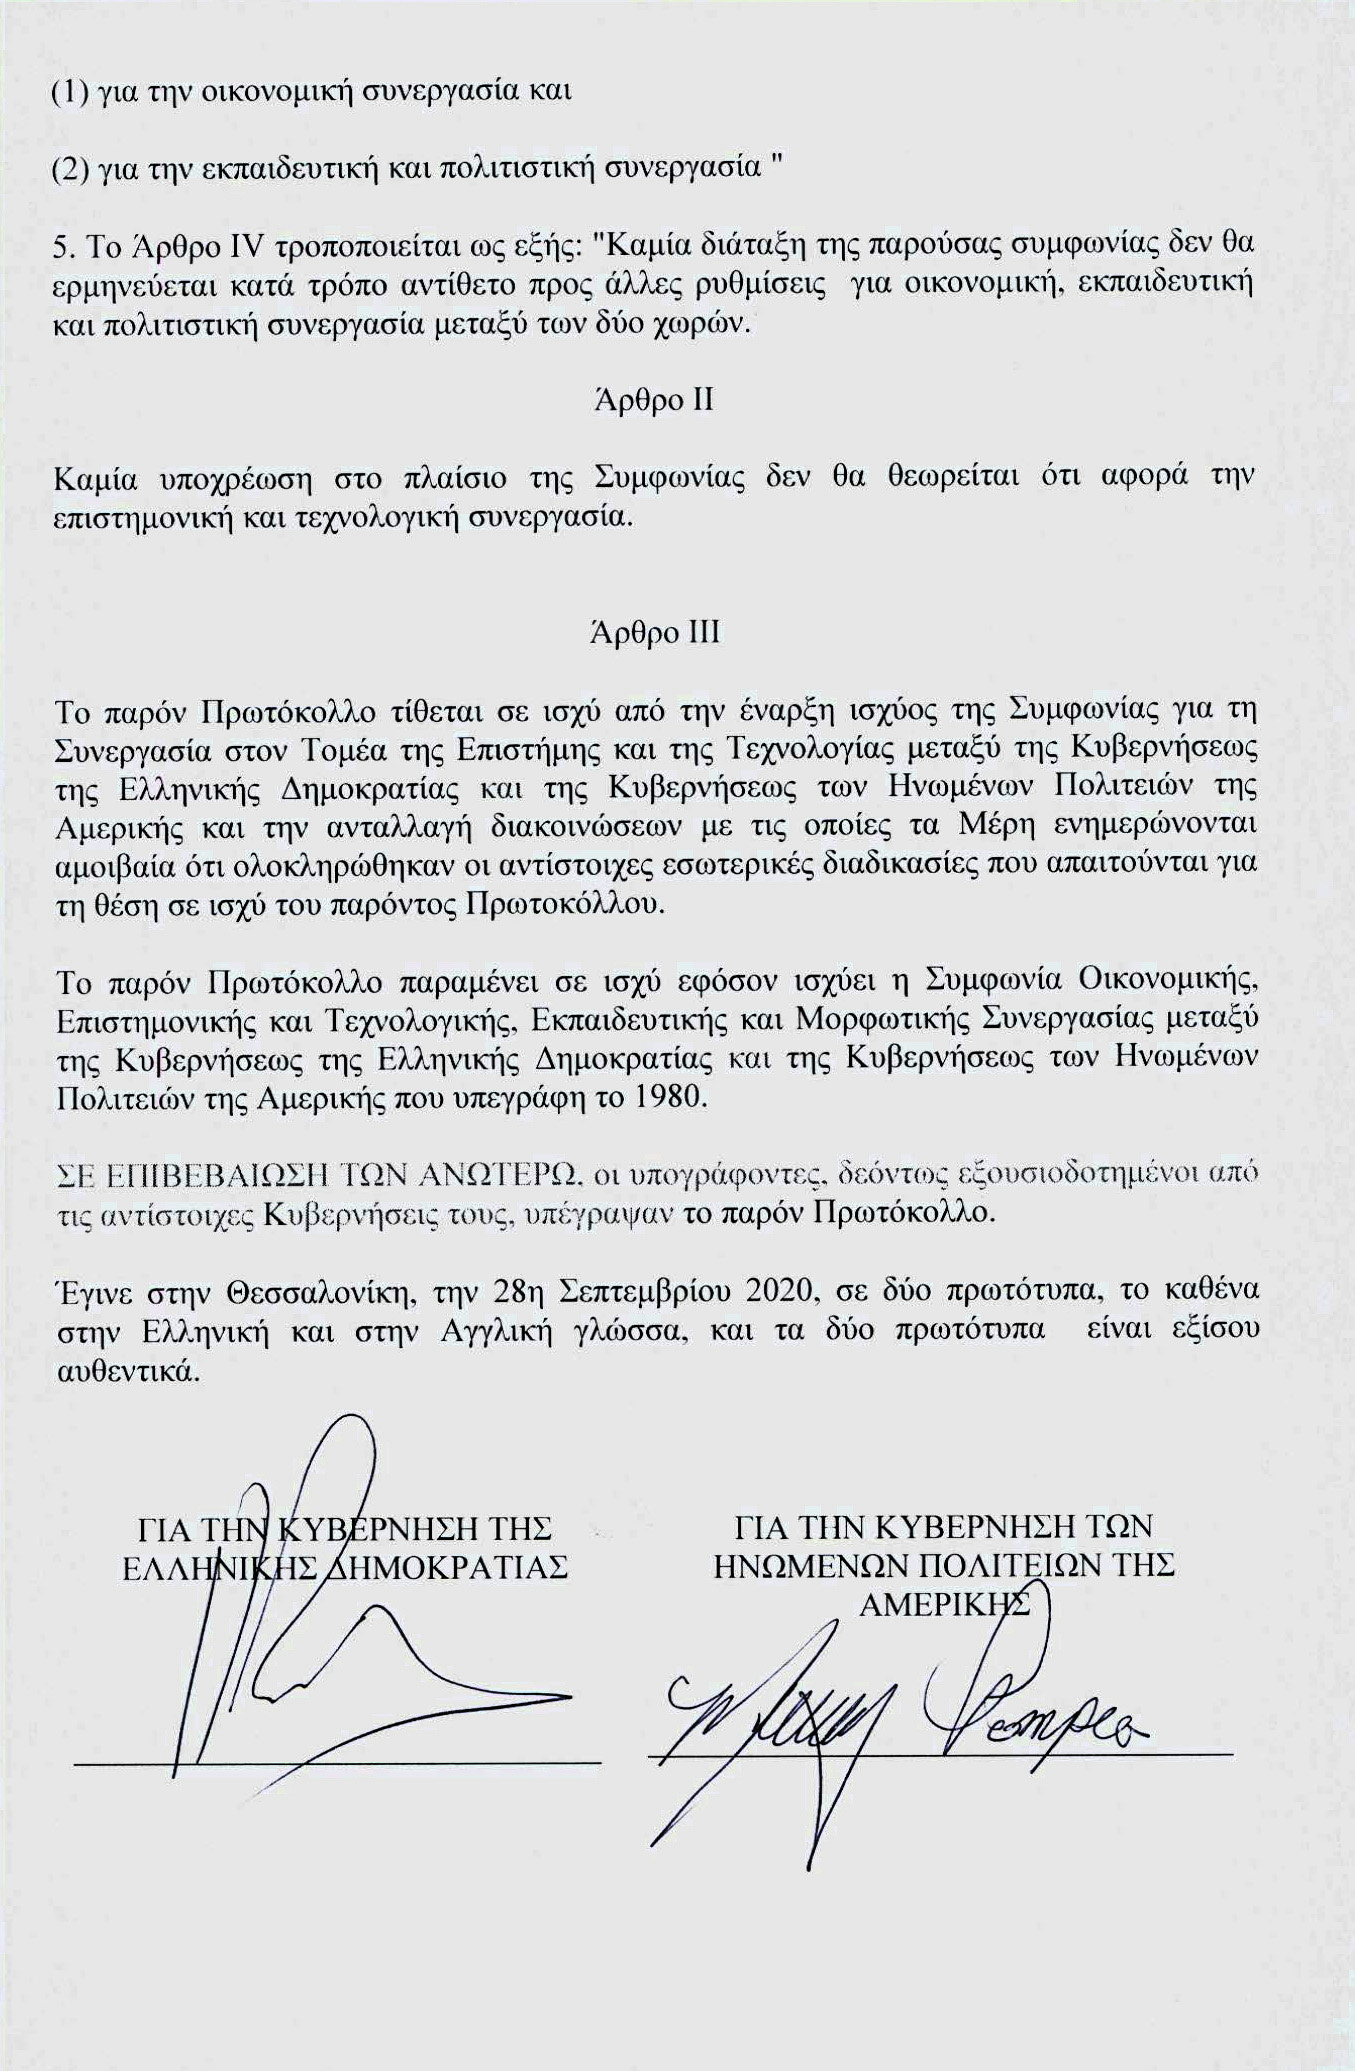 (1) για την οικονομική συνεργασία και
(2) για την εκπαιδευτική και πολιτιστική συνεργασία "
5. Το Άρθρο IV τροποποιείται ως εξής: "Καμία διάταξη της παρούσας συμφωνίας δεν θα
ερμηνεύεται κατά τρόπο αντίθετο προς άλλες ρυθμίσεις για οικονομική, εκπαιδευτική
και πολιτιστική συνεργασία μεταξύ των δύο χωρών.
Άρθρο II
Καμία υποχρέωση στο πλαίσιο της Συμφωνίας δεν θα θεωρείται ότι αφορά την
επιστημονική και τεχνολογική συνεργασία.
Άρθρο III
Το παρόν Πρωτόκολλο τίθεται σε ισχύ από την έναρξη ισχύος της Συμφωνίας για τη
Συνεργασία στον Τομέα της Επιστήμης και της Τεχνολογίας μεταξύ της Κυβερνήσεως
της Ελληνικής Δημοκρατίας και της Κυβερνήσεως των Ηνωμένων Πολιτειών της
Αμερικής και την ανταλλαγή διακοινώσεων με τις οποίες τα Μέρη ενημερώνονται
αμοιβαία ότι ολοκληρώθηκαν οι αντίστοιχες εσωτερικές διαδικασίες που απαιτούνται για
τη θέση σε ισχύ του παρόντος Πρωτοκόλλου.
Το παρόν Πρωτόκολλο παραμένει σε ισχύ εφόσον ισχύει η Συμφωνία Οικονομικής,
Επιστημονικής και Τεχνολογικής, Εκπαιδευτικής και Μορφωτικής Συνεργασίας μεταξύ
της Κυβερνήσεως της Ελληνικής Δημοκρατίας και της Κυβερνήσεως των Ηνωμένων
Πολιτειών της Αμερικής που υπεγράφη το 1980.
ΣΕ ΕΠΙΒΕΒΑΙΩΣΗ ΤΩΝ ΑΝΩΤΕΡΩ, οι υπογράφοντες, δεόντως εξουσιοδοτημένοι από
τις αντίστοιχες Κυβερνήσεις τους, υπέγραψαν το παρόν Πρωτόκολλο.
Έγινε στην Θεσσαλονίκη, την 28η Σεπτεμβρίου 2020, σε δύο πρωτότυπα, το καθένα
στην Ελληνική και στην Αγγλική γλώσσα, και τα δύο πρωτότυπα είναι εξίσου
αυθεντικά.
ΓΙΑ ΤΗΝ ΚΥΒΕΡΝΗΣΗ ΤΗΣ
ΕΛΛΗΝΙΚΗΣ ΔΗΜΟΚΡΑΤΙΑΣ
ΓΙΑ ΤΗΝ ΚΥΒΕΡΝΗΣΗ ΤΩΝ
ΗΝΩΜΕΝΩΝ ΠΟΛΙΤΕΙΩΝ ΤΗΣ
ΑΜΕΡΙΚΗΣ